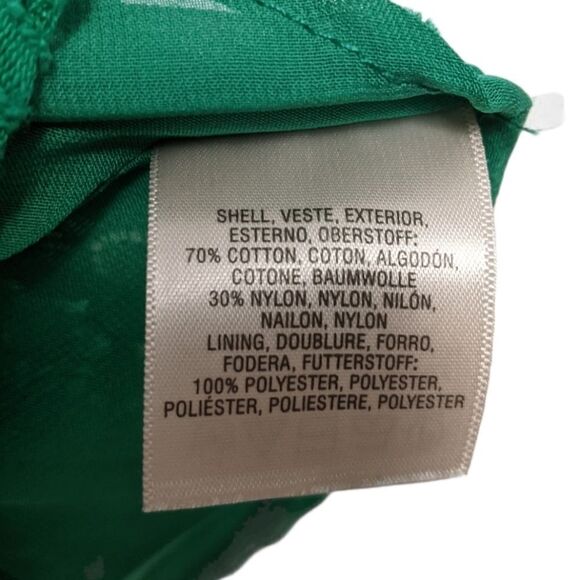 SHELL, VESTE, EXTERIOR,
ESTERNO, OBERSTOFF:
70% COTTON, COTON, ALGODÓN,
COTONE, BAUMWOLLE
30% NYLON, NYLON, NILÓN,
NAILON, NYLON
LINING, DOUBLURE, FORRO,
FODERA, FUTTERSTOFF:
100% POLYESTER, POLYESTER,
POLIÉSTER, POLIESTERE, POLYESTER